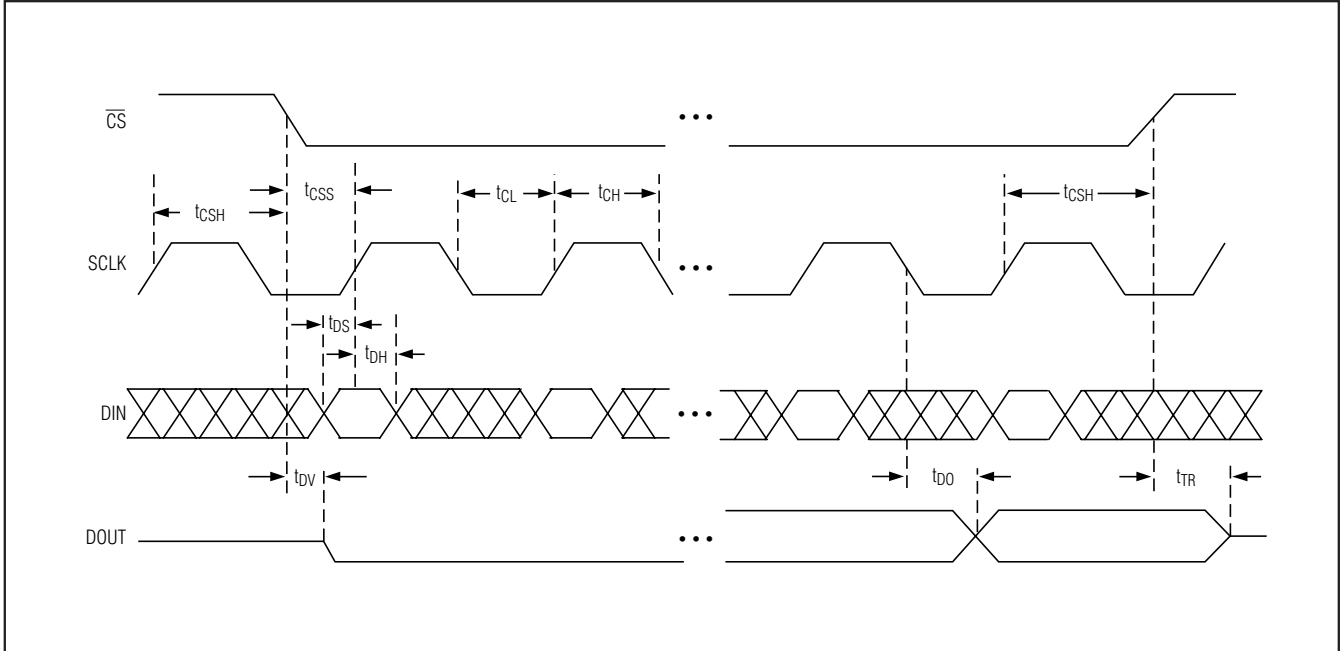 CS
tCSS
tCL
tCH
tCSH
tCSH
SCLK
tDS
tDH
DIN
tDV
tDO
tTR
DOUT